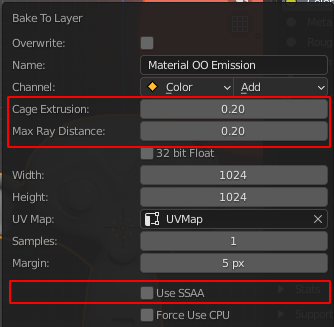 Bake To Layer
Overwrite:
Name: Material OO Emission
Channel: Color Add
Cage Extrusion: 0.20
Max Ray Distance: 0.20
32 bit Float
Width: 1024
Height: 1024
UV Map: UVMap
Samples: 1
Margin: 5 px
Use SSAA
Force Use CPU